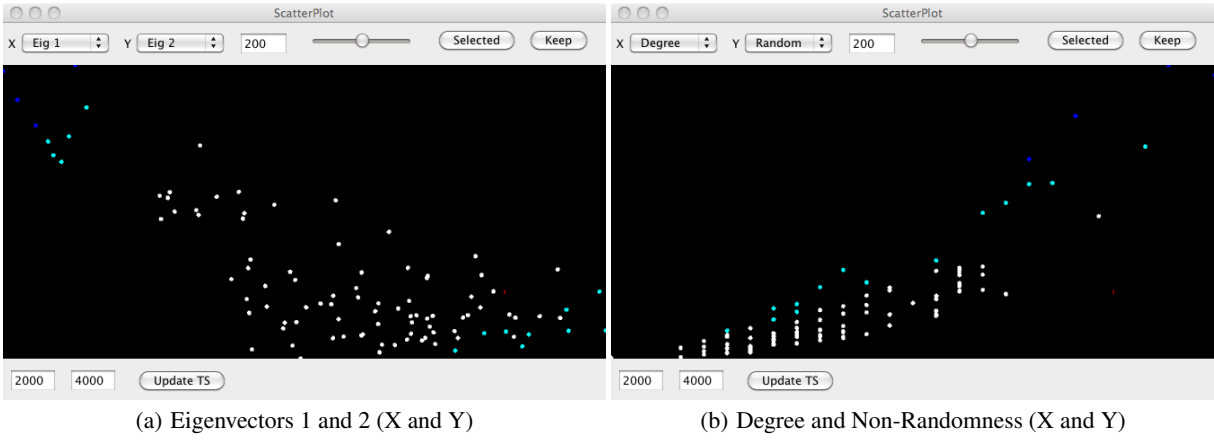 ScatterPlot ScatterPlot
X Eig 1 Y Eig 2 200 Selected Keep X Degree Y Random 200 Selected Keep
2000 4000 Update TS 2000 4000 Update TS
(a) Eigenvectors 1 and 2 (X and Y) (b) Degree and Non-Randomness (X and Y)